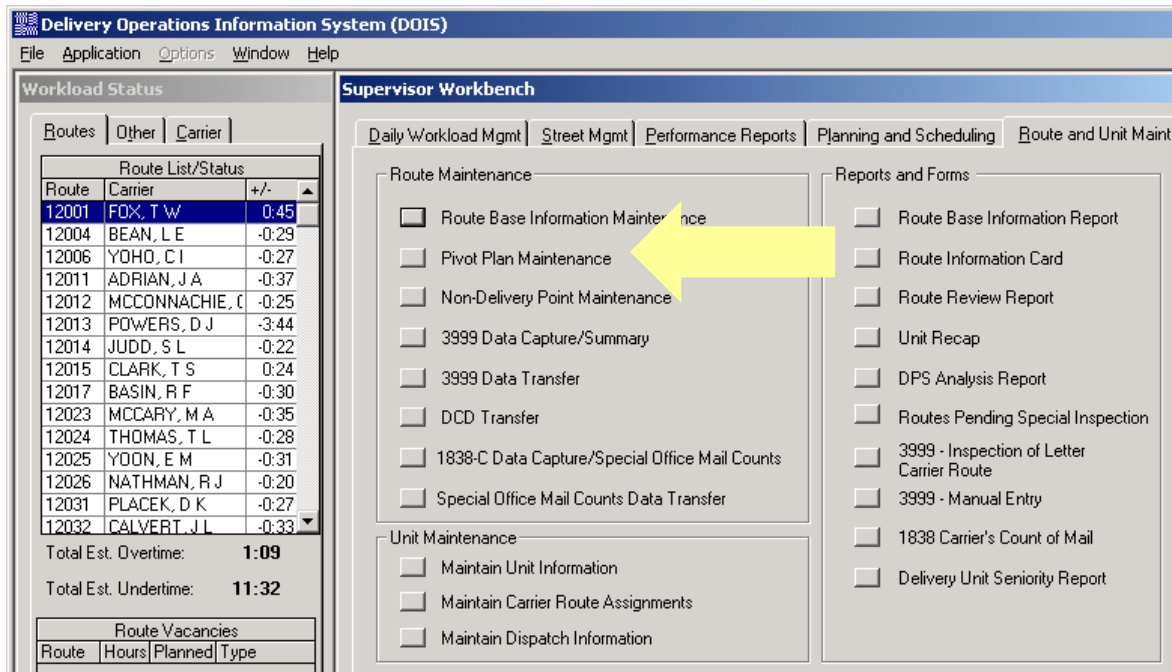 Delivery Operations Information System (DOIS)
File Application Options Window Help
Workload Status
Routes Other Carrier
Route List/Status
Route Carrier +/-
12001 FOX, T W 0:45
12004 BEAN, L E -0:29
12006 YOHO, C I -0:27
12011 ADRIAN, J A -0:37
12012 MCCONNACHIE, ( -0:25
12013 POWERS, D J -3:44
12014 JUDD, S L -0:22
12015 CLARK, T S 0:24
12017 BASIN, R F -0:30
12023 MCCARY, M A -0:35
12024 THOMAS, T L -0:28
12025 YOON, E M -0:31
12026 NATHMAN, R J -0:20
12031 PLACEK, D K -0:27
12032 CALVERT, J L -0:33
Total Est. Overtime: 1:09
Total Est. Undertime: 11:32
Route Vacancies
Route Hours Planned Type
Supervisor Workbench
Daily Workload Mgmt Street Mgmt Performance Reports Planning and Scheduling Route and Unit Maint
Route Maintenance
Route Base Information Maintenance
Pivot Plan Maintenance
Non-Delivery Point Maintenance
3999 Data Capture/Summary
3999 Data Transfer
DCD Transfer
1838-C Data Capture/Special Office Mail Counts
Special Office Mail Counts Data Transfer
Unit Maintenance
Maintain Unit Information
Maintain Carrier Route Assignments
Maintain Dispatch Information
Reports and Forms
Route Base Information Report
Route Information Card
Route Review Report
Unit Recap
DPS Analysis Report
Routes Pending Special Inspection
3999 - Inspection of Letter
Carrier Route
3999 - Manual Entry
1838 Carrier's Count of Mail
Delivery Unit Seniority Report